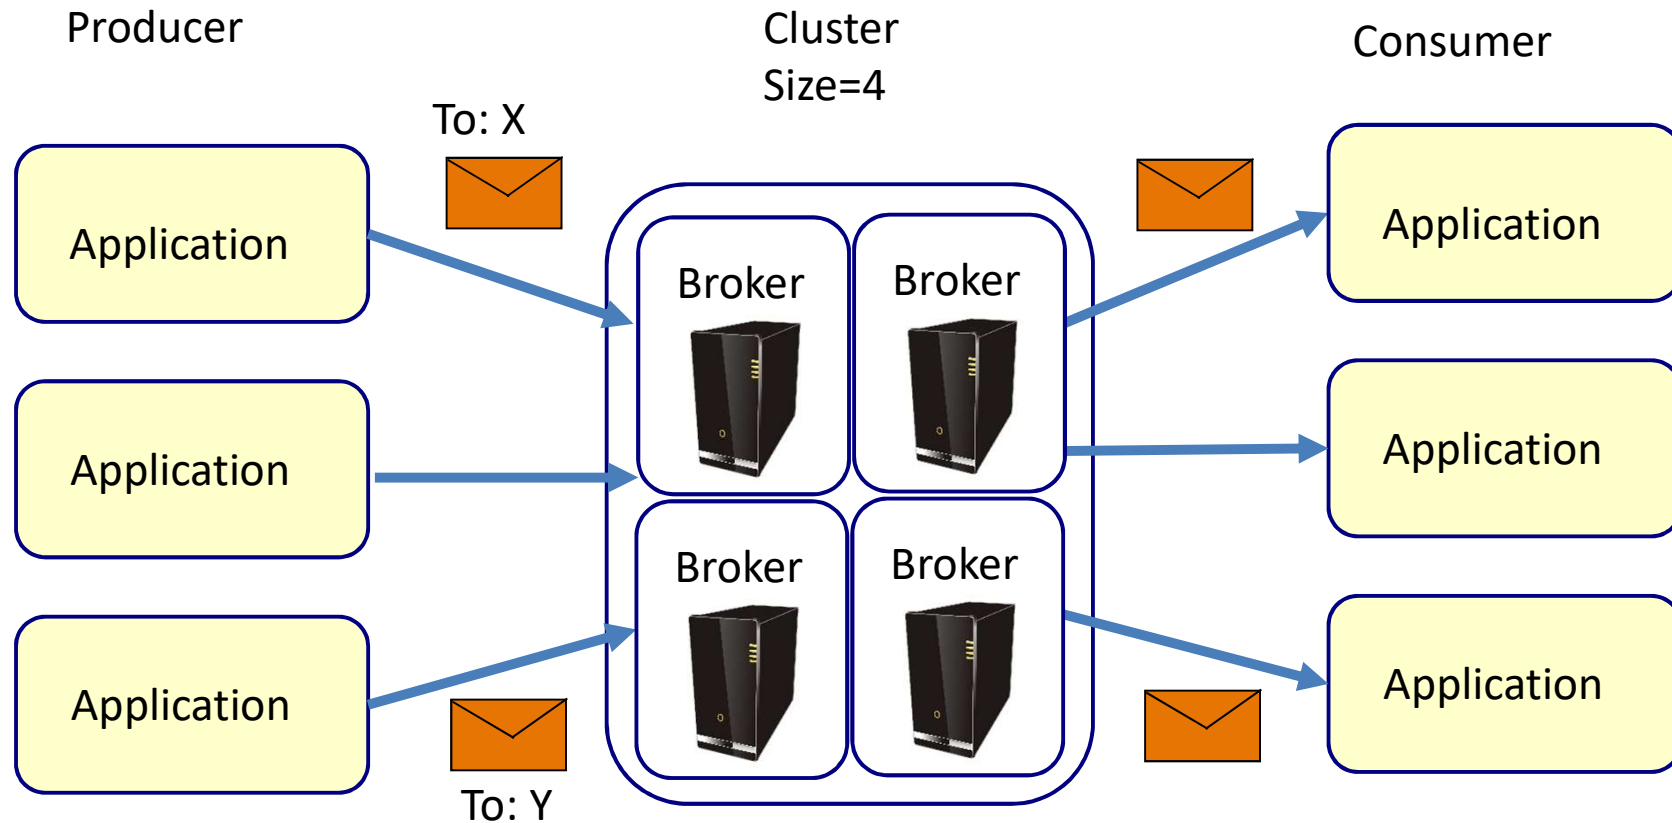 Producer
Cluster
Size=4
Consumer
To: X
Application
Broker
Broker
Application
Application
Application
Broker
Broker
Application
Application
To: Y